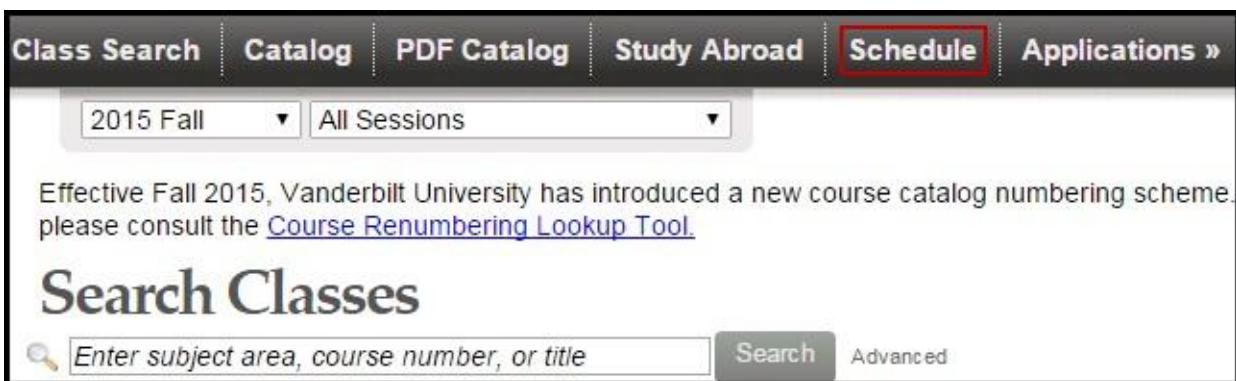 Class Search Catalog PDF Catalog Study Abroad Schedule Applications »
2015 Fall All Sessions
Effective Fall 2015, Vanderbilt University has introduced a new course catalog numbering scheme.
please consult the Course Renumbering Lookup Tool.
Search Classes
Enter subject area, course number, or title Search Advanced